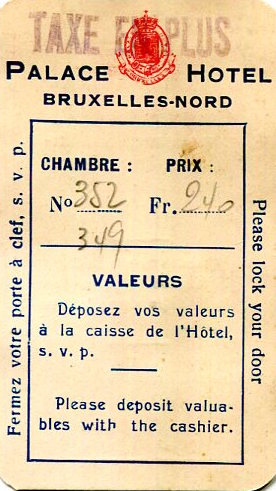 TAXE EN PLUS
PALACE HOTEL
BRUXELLES-NORD
CHAMBRE : PRIX :
No 352 Fr. 240
349
VALEURS
Déposez vos valeurs
à la caisse de l'Hôtel,
s. v. p.
Please deposit valua-
bles with the cashier.
Fermez votre porte à clef, s. v. p.
Please lock your door